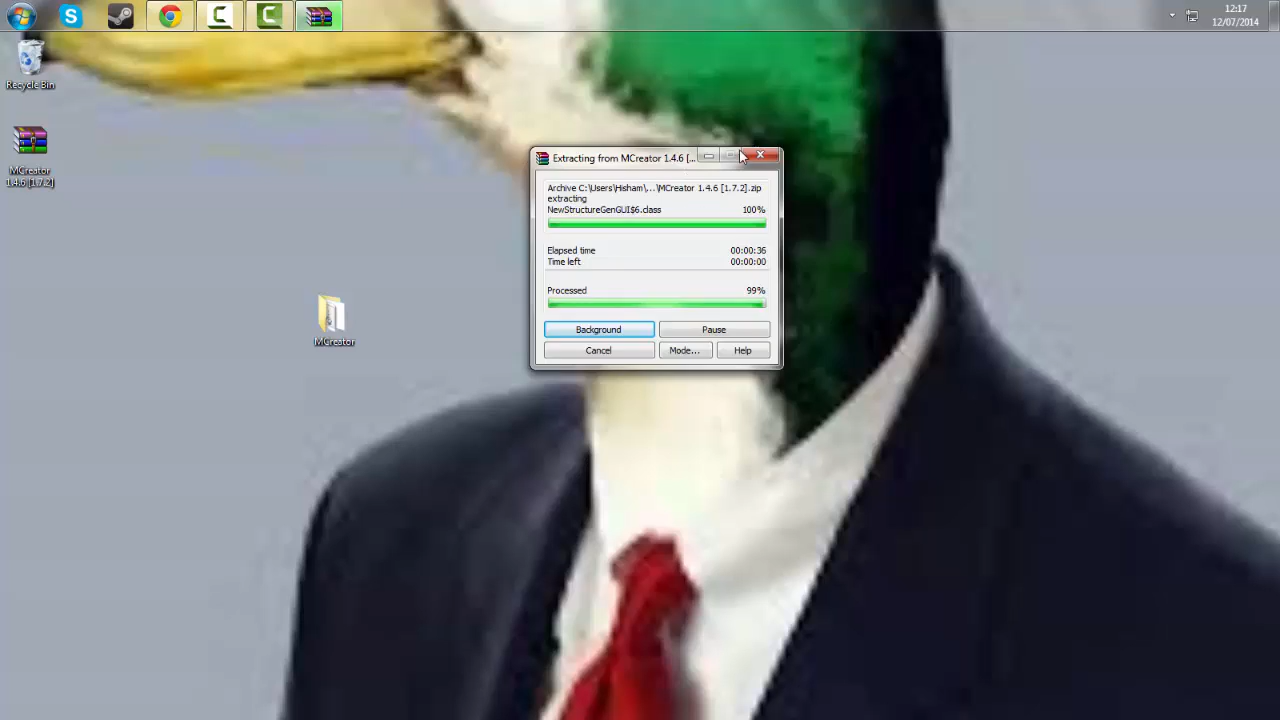 12:17
12/07/2014
Recycle Bin
MCreator
1.4.6 [1.7.2]
MCreator
Extracting from MCreator 1.4.6 [...
Archive C:\Users\Hisham\...\MCreator 1.4.6 [1.7.2].zip
extracting
NewStructureGenGUI$6.class 100%
Elapsed time 00:00:36
Time left 00:00:00
Processed 99%
Background Pause
Cancel Mode... Help